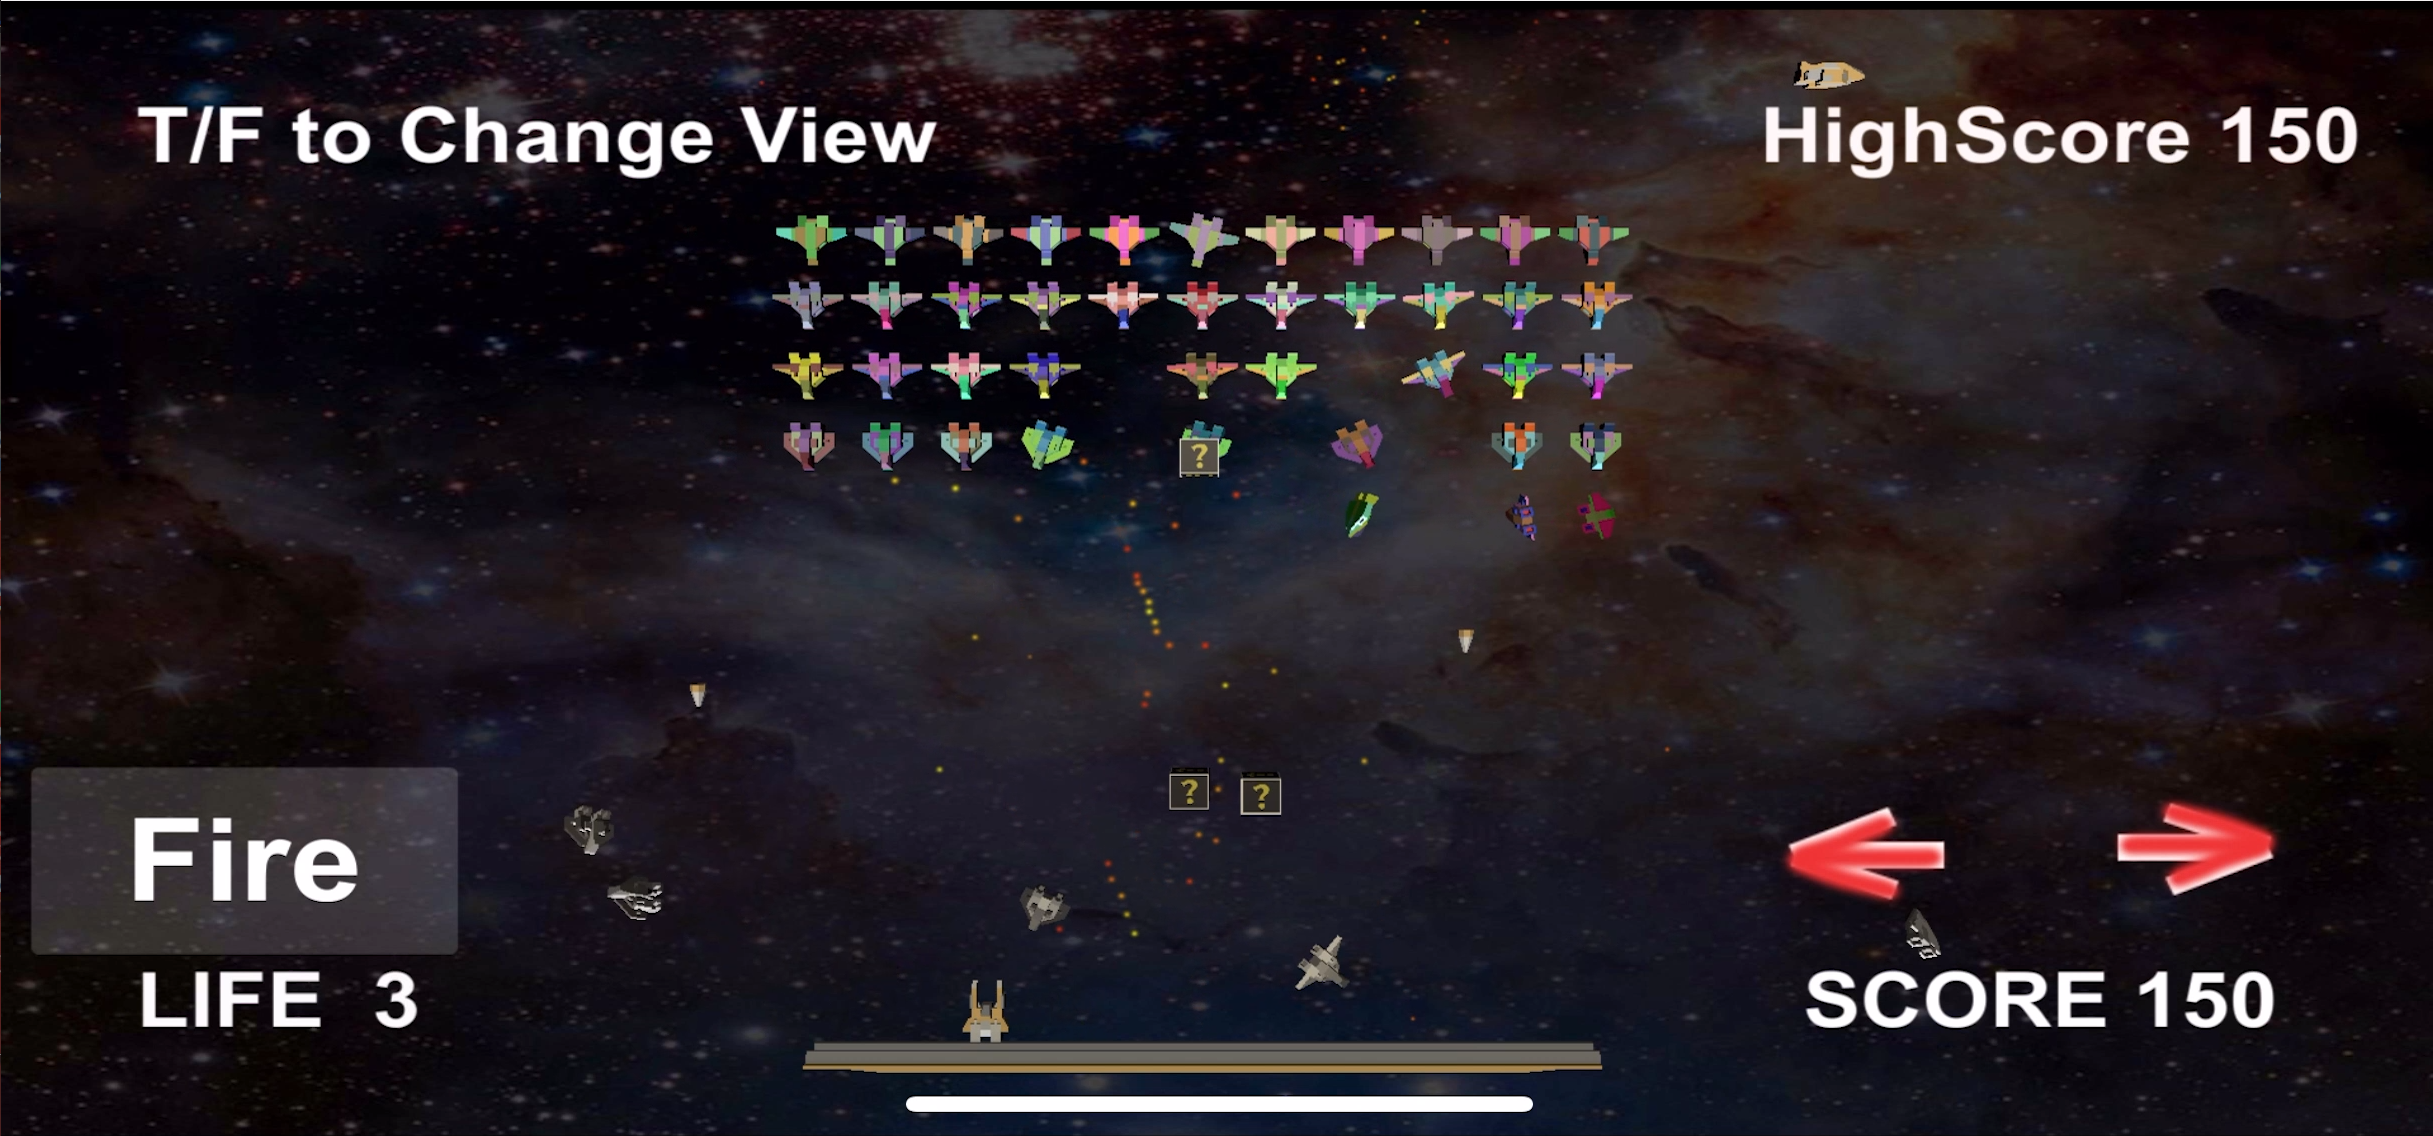 T/F to Change View
HighScore 150
?
? ?
Fire
LIFE 3
SCORE 150